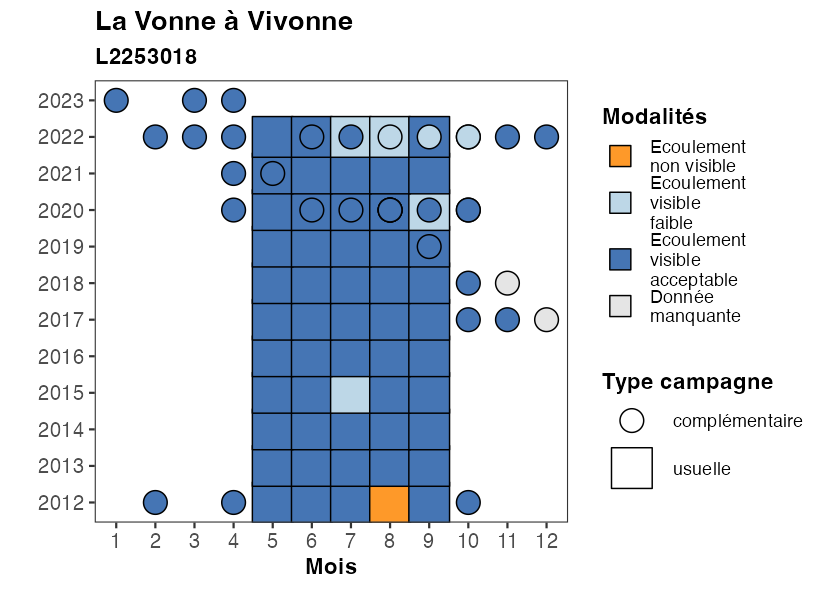 La Vonne à Vivonne
L2253018
2023
2022
2021
2020
2019
2018
2017
2016
2015
2014
2013
2012
1 2 3 4 5 6 7 8 9 10 11 12
Mois
Modalités
Ecoulement
non visible
Ecoulement
visible
faible
Ecoulement
visible
acceptable
Donnée
manquante
Type campagne
complémentaire
usuelle